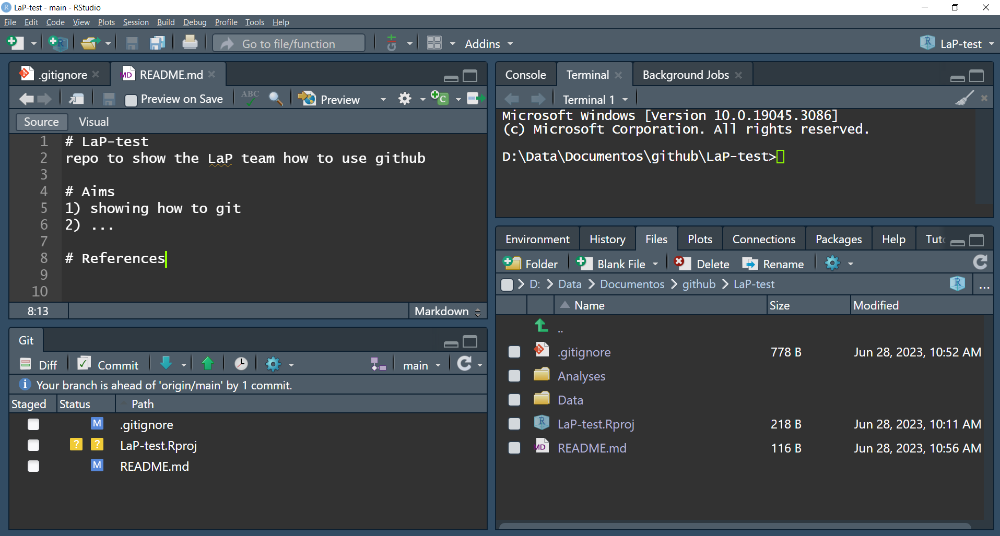 LaP-test - main - RStudio
File Edit Code View Plots Session Build Debug Profile Tools Help
Go to file/function Addins LaP-test
.gitignore README.md
Preview on Save ABC Preview
Source Visual
1 # LaP-test
2 repo to show the LaP team how to use github
3
4 # Aims
5 1) showing how to git
6 2) ...
7
8 # References
9
10
8:13 Markdown
Git
Diff Commit main
Your branch is ahead of 'origin/main' by 1 commit.
Staged Status Path
M .gitignore
? ? LaP-test.Rproj
M README.md
Console Terminal Background Jobs
Terminal 1
Microsoft Windows [Version 10.0.19045.3086]
(c) Microsoft Corporation. All rights reserved.
D:\Data\Documentos\github\LaP-test>
Environment History Files Plots Connections Packages Help
Folder Blank File Delete Rename
D: Data Documentos github LaP-test ...
Name Size Modified
..
.gitignore 778 B Jun 28, 2023, 10:52 AM
Analyses
Data
LaP-test.Rproj 218 B Jun 28, 2023, 10:11 AM
README.md 116 B Jun 28, 2023, 10:56 AM